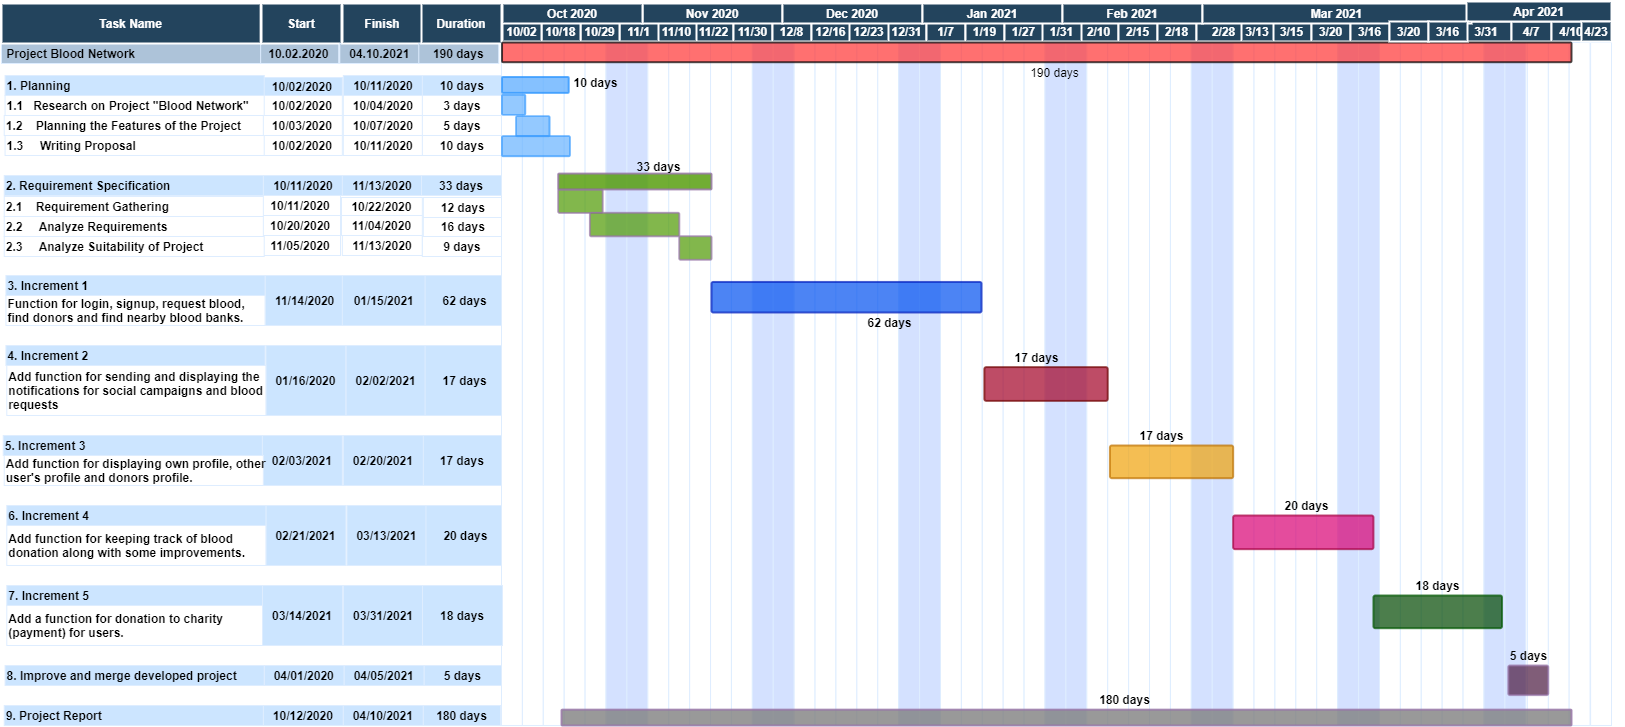 Task Name Start Finish Duration Oct 2020 Nov 2020 Dec 2020 Jan 2021 Feb 2021 Mar 2021 Apr 2021
10/02 10/18 10/29 11/1 11/10 11/22 11/30 12/8 12/16 12/23 12/31 1/7 1/19 1/27 1/31 2/10 2/15 2/18 2/28 3/13 3/15 3/20 3/16 3/20 3/16 3/31 4/7 4/10 4/23
Project Blood Network 10.02.2020 04.10.2021 190 days
190 days
1. Planning 10/02/2020 10/11/2020 10 days 10 days
1.1 Research on Project "Blood Network" 10/02/2020 10/04/2020 3 days
1.2 Planning the Features of the Project 10/03/2020 10/07/2020 5 days
1.3 Writing Proposal 10/02/2020 10/11/2020 10 days
33 days
2. Requirement Specification 10/11/2020 11/13/2020 33 days
2.1 Requirement Gathering 10/11/2020 10/22/2020 12 days
2.2 Analyze Requirements 10/20/2020 11/04/2020 16 days
2.3 Analyze Suitability of Project 11/05/2020 11/13/2020 9 days
3. Increment 1
Function for login, signup, request blood,
find donors and find nearby blood banks.
11/14/2020 01/15/2021 62 days
62 days
4. Increment 2
Add function for sending and displaying the
notifications for social campaigns and blood
requests
01/16/2020 02/02/2021 17 days
17 days
5. Increment 3
Add function for displaying own profile, other
user's profile and donors profile.
02/03/2021 02/20/2021 17 days
17 days
6. Increment 4
Add function for keeping track of blood
donation along with some improvements.
02/21/2021 03/13/2021 20 days
20 days
7. Increment 5
Add a function for donation to charity
(payment) for users.
03/14/2021 03/31/2021 18 days
18 days
5 days
8. Improve and merge developed project 04/01/2020 04/05/2021 5 days
180 days
9. Project Report 10/12/2020 04/10/2021 180 days